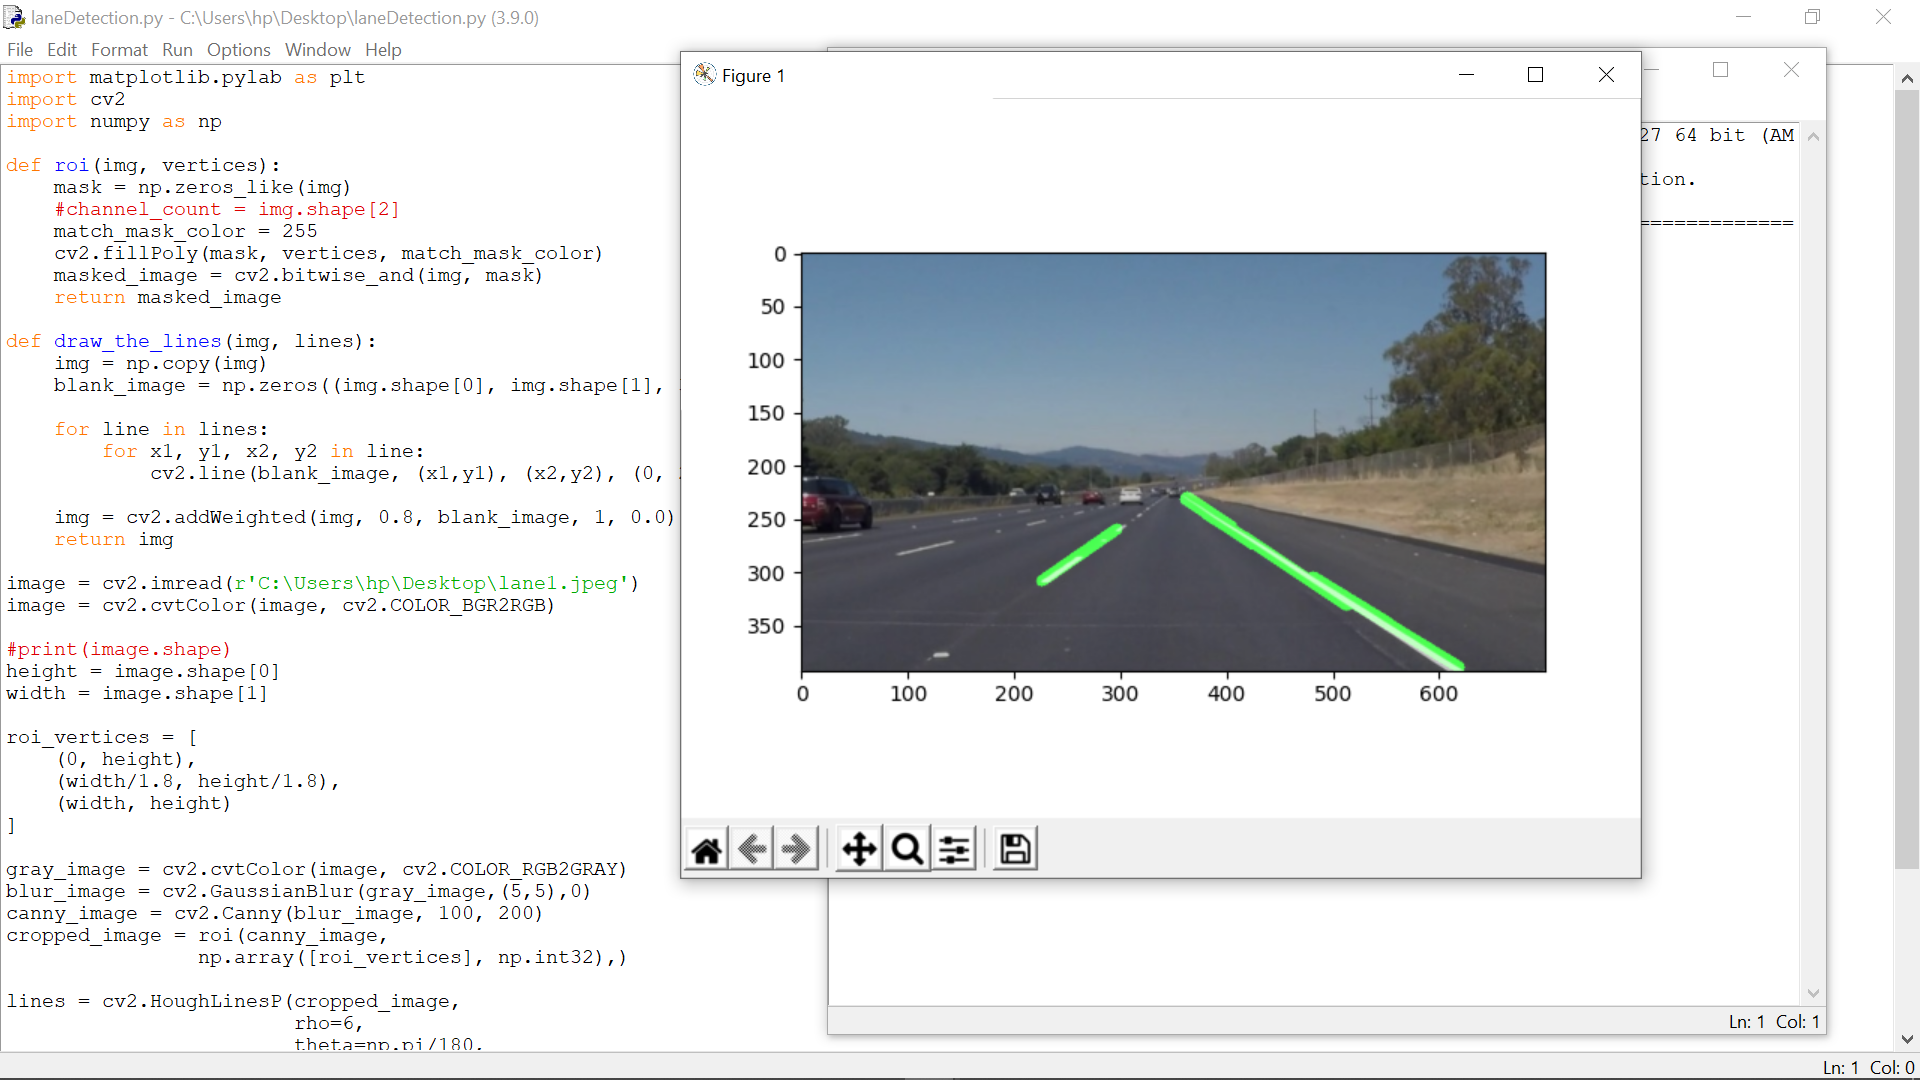 laneDetection.py - C:\Users\hp\Desktop\laneDetection.py (3.9.0)
File Edit Format Run Options Window Help
import matplotlib.pylab as plt
import cv2
import numpy as np
def roi(img, vertices):
    mask = np.zeros_like(img)
    #channel_count = img.shape[2]
    match_mask_color = 255
    cv2.fillPoly(mask, vertices, match_mask_color)
    masked_image = cv2.bitwise_and(img, mask)
    return masked_image
def draw_the_lines(img, lines):
    img = np.copy(img)
    blank_image = np.zeros((img.shape[0], img.shape[1],
    for line in lines:
        for x1, y1, x2, y2 in line:
            cv2.line(blank_image, (x1,y1), (x2,y2), (0,
    img = cv2.addWeighted(img, 0.8, blank_image, 1, 0.0)
    return img
image = cv2.imread(r'C:\Users\hp\Desktop\lane1.jpeg')
image = cv2.cvtColor(image, cv2.COLOR_BGR2RGB)
#print(image.shape)
height = image.shape[0]
width = image.shape[1]
roi_vertices = [
    (0, height),
    (width/1.8, height/1.8),
    (width, height)
]
gray_image = cv2.cvtColor(image, cv2.COLOR_RGB2GRAY)
blur_image = cv2.GaussianBlur(gray_image,(5,5),0)
canny_image = cv2.Canny(blur_image, 100, 200)
cropped_image = roi(canny_image,
                np.array([roi_vertices], np.int32),)
lines = cv2.HoughLinesP(cropped_image,
                        rho=6,
                        theta=np.pi/180,
Figure 1
0
50
100
150
200
250
300
350
0 100 200 300 400 500 600
27 64 bit (AM
tion.
=============
Ln: 1 Col: 1
Ln: 1 Col: 0